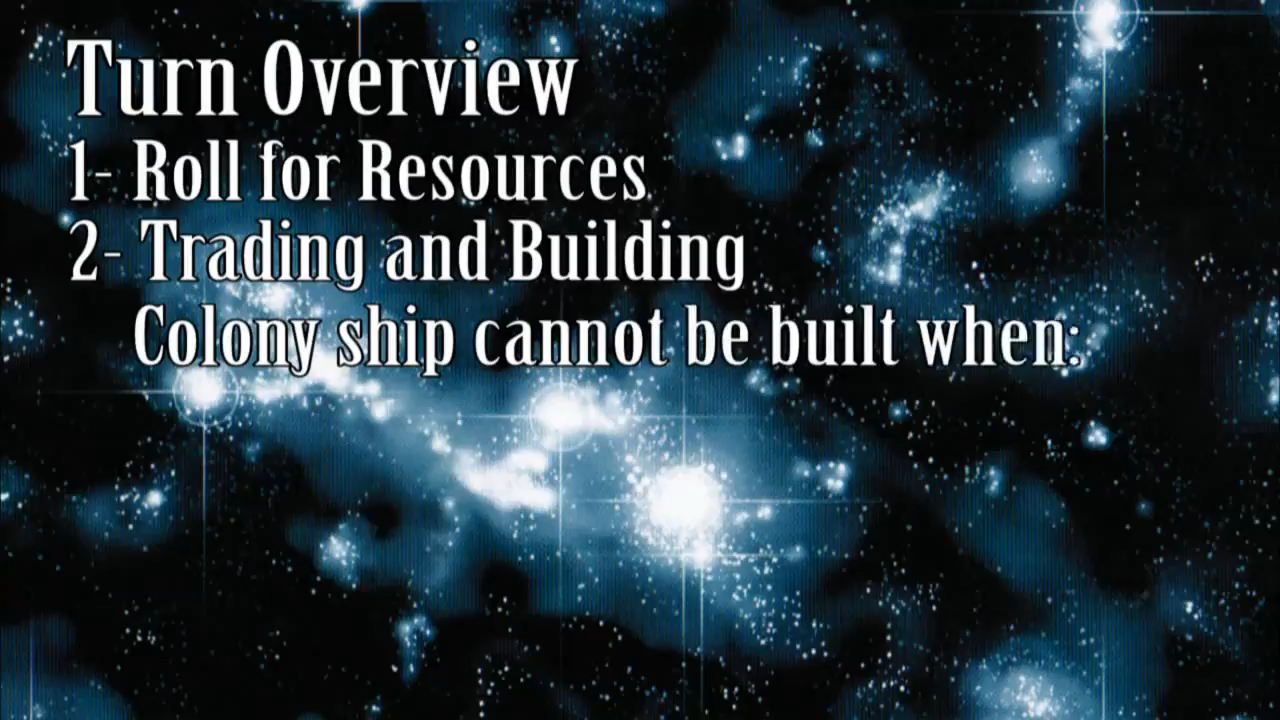 Turn Overview
1- Roll for Resources
2- Trading and Building
Colony ship cannot be built when: